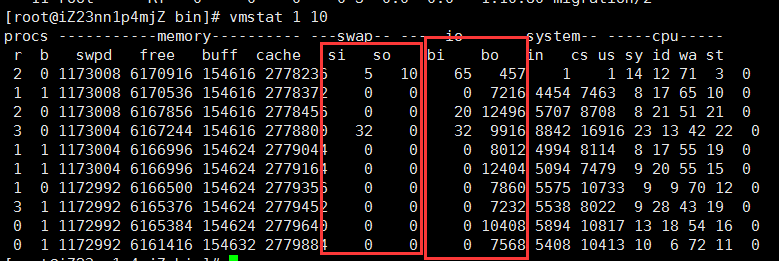 [root@iZ23nn1p4mjZ bin]# vmstat 1 10
procs -----------memory---------- ---swap-- -----io---- --system-- -----cpu-----
r b swpd free buff cache si so bi bo in cs us sy id wa st
2 0 1173008 6170916 154616 2778236 5 10 65 457 1 1 14 12 71 3 0
1 1 1173008 6170536 154616 2778372 0 0 0 7216 4454 7463 8 17 65 10 0
2 0 1173008 6167856 154616 2778456 0 0 20 12496 5707 8708 8 21 51 21 0
3 0 1173004 6167244 154616 2778800 32 0 32 9916 8842 16916 23 13 42 22 0
1 1 1173004 6166996 154624 2779044 0 0 0 8012 4994 8114 8 17 55 19 0
1 1 1173004 6166996 154624 2779164 0 0 0 12404 5094 7479 9 20 55 15 0
1 0 1172992 6166500 154624 2779356 0 0 0 7860 5575 10733 9 9 70 12 0
3 1 1172992 6165376 154624 2779452 0 0 0 7232 5538 8022 9 28 43 19 0
0 1 1172992 6165384 154624 2779640 0 0 0 10408 5894 10817 13 18 54 16 0
0 1 1172992 6161416 154632 2779884 0 0 0 7568 5408 10413 10 6 72 11 0